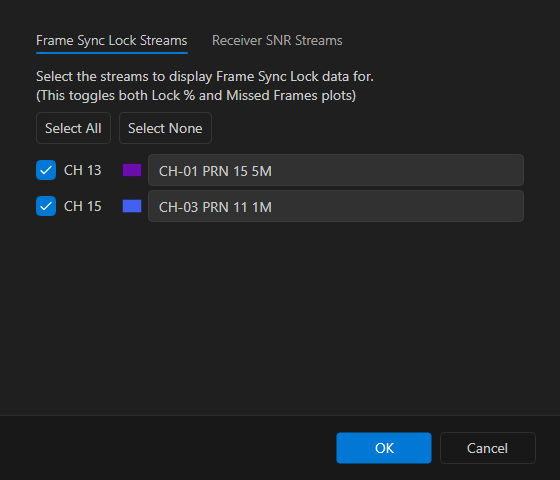 Frame Sync Lock Streams Receiver SNR Streams
Select the streams to display Frame Sync Lock data for.
(This toggles both Lock % and Missed Frames plots)
Select All Select None
CH 13 CH-01 PRN 15 5M
CH 15 CH-03 PRN 11 1M
OK Cancel